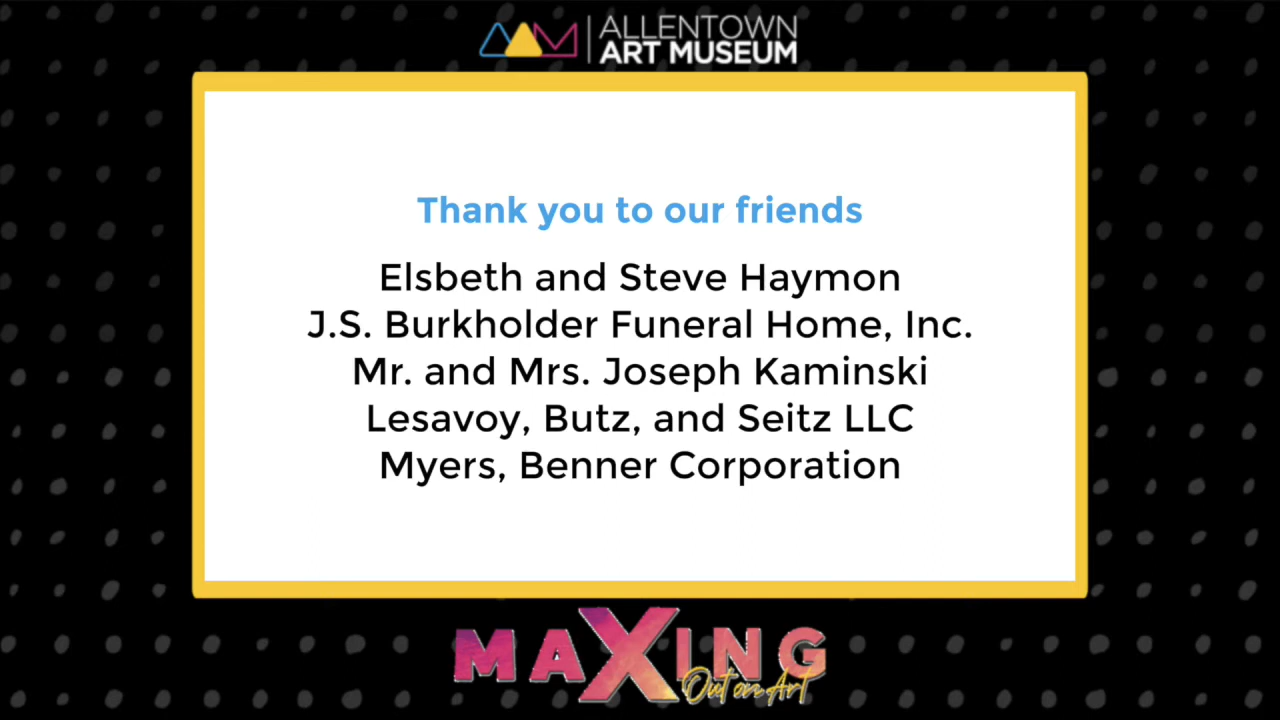 ALLENTOWN
ART MUSEUM
Thank you to our friends
Elsbeth and Steve Haymon
J.S. Burkholder Funeral Home, Inc.
Mr. and Mrs. Joseph Kaminski
Lesavoy, Butz, and Seitz LLC
Myers, Benner Corporation
MAXING
Out on Art